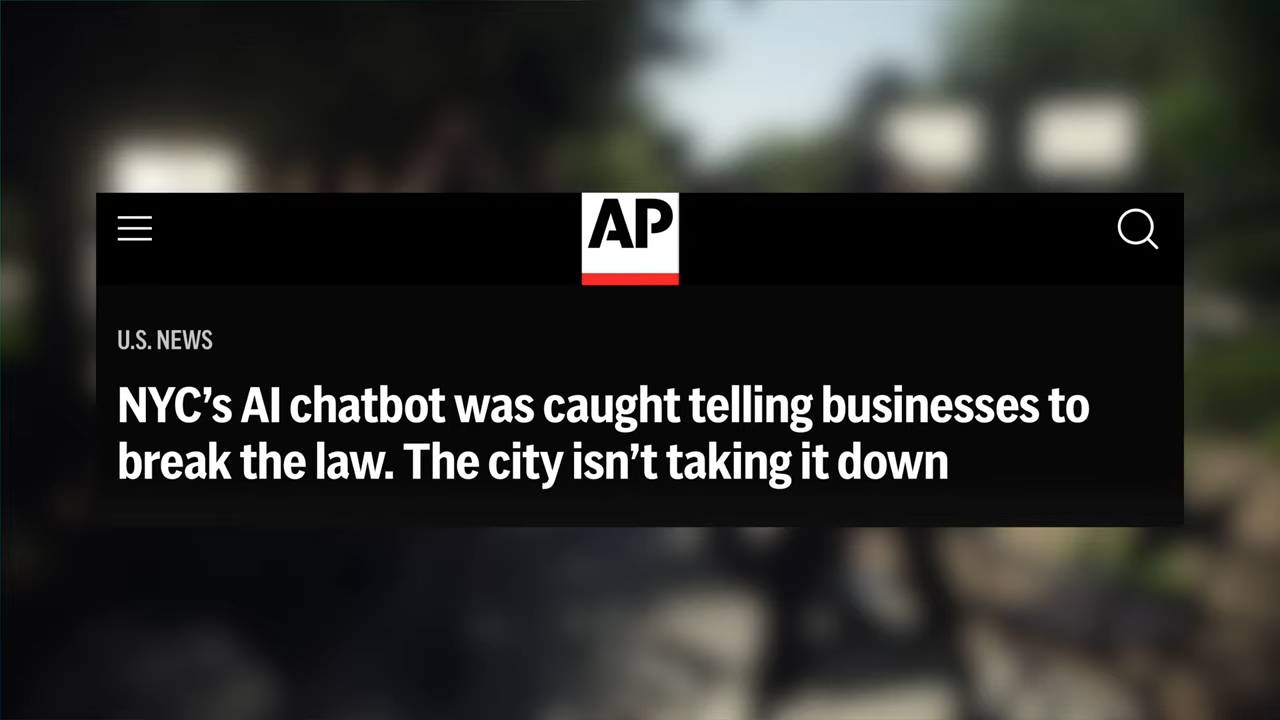 AP
U.S. NEWS
NYC’s AI chatbot was caught telling businesses to
break the law. The city isn’t taking it down